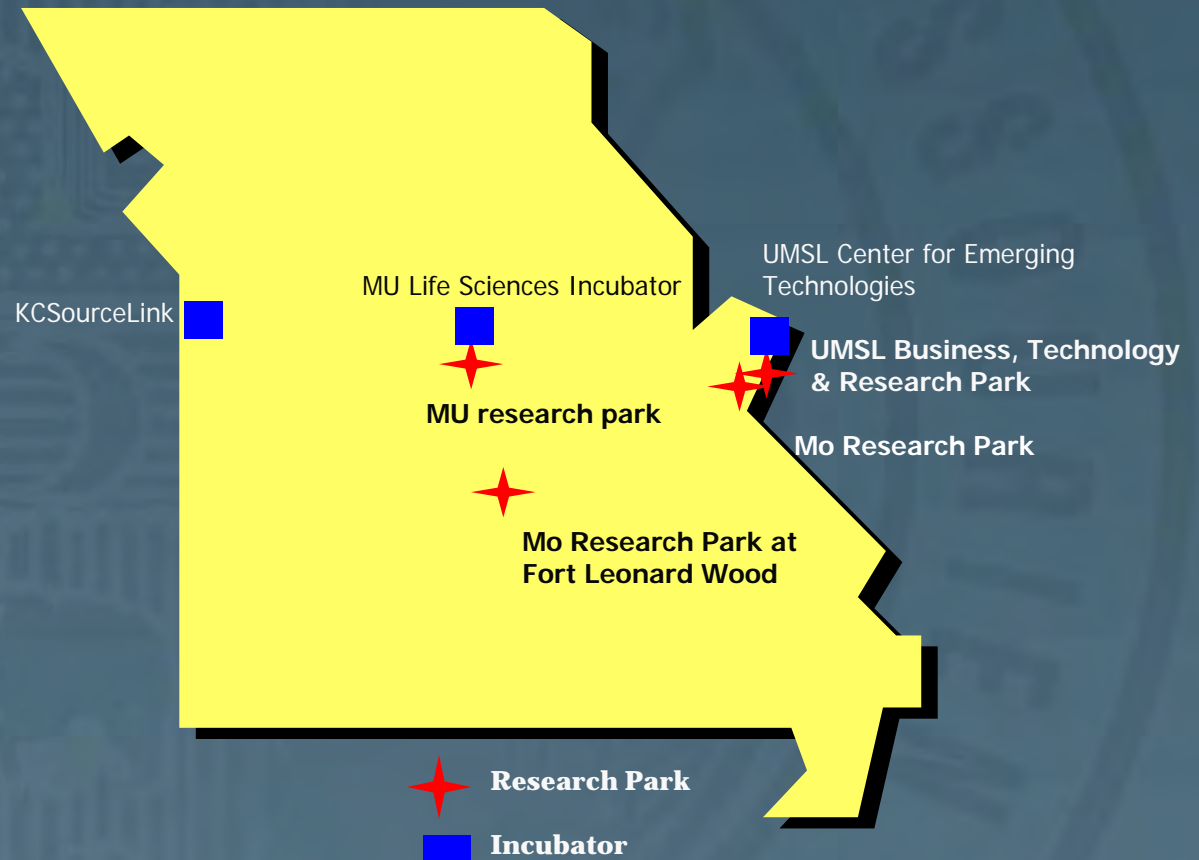 UMSL Center for Emerging
Technologies
MU Life Sciences Incubator
KCSourceLink
UMSL Business, Technology
& Research Park
MU research park
Mo Research Park
Mo Research Park at
Fort Leonard Wood
Research Park
Incubator